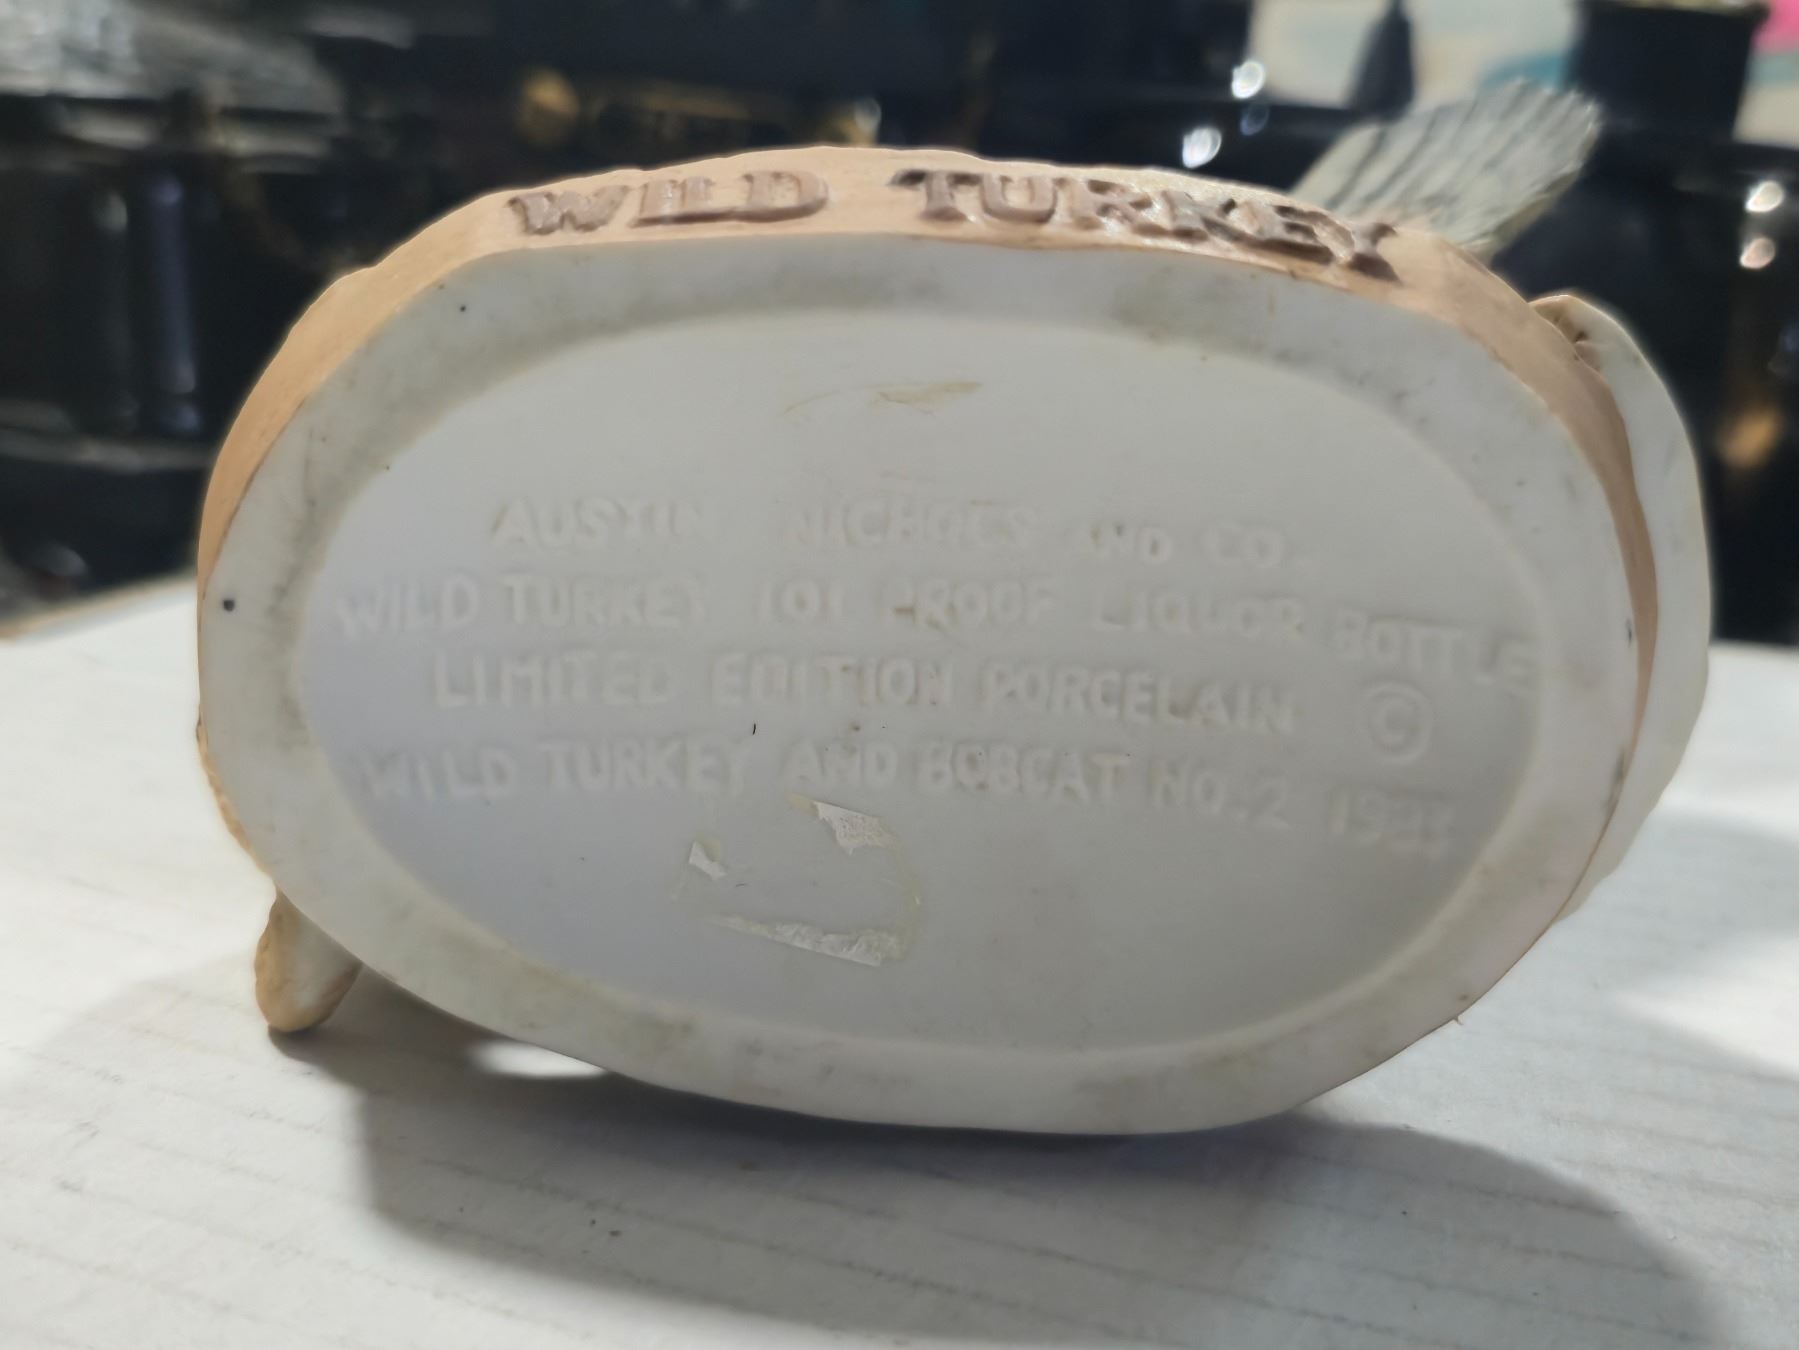 WILD TURKEY
AUSTIN NICHOLS AND CO.
WILD TURKEY 101 PROOF LIQUOR BOTTLE
LIMITED EDITION PORCELAIN ©
WILD TURKEY AND BOBCAT NO. 2